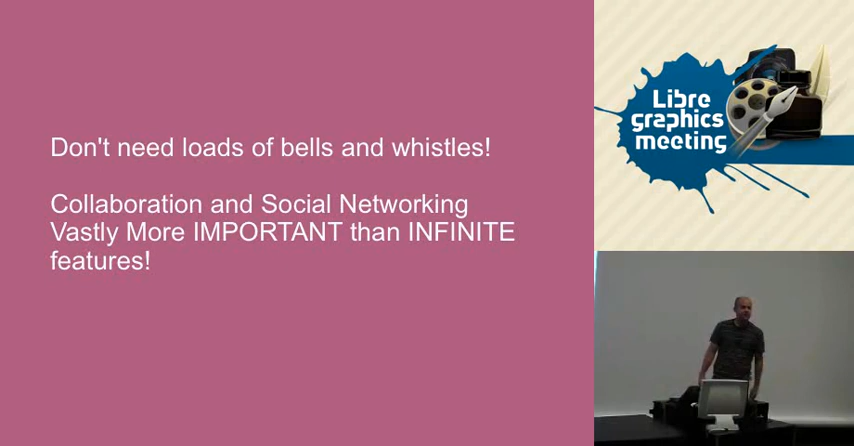 Don't need loads of bells and whistles!
Collaboration and Social Networking
Vastly More IMPORTANT than INFINITE
features!
Libre
graphics
meeting